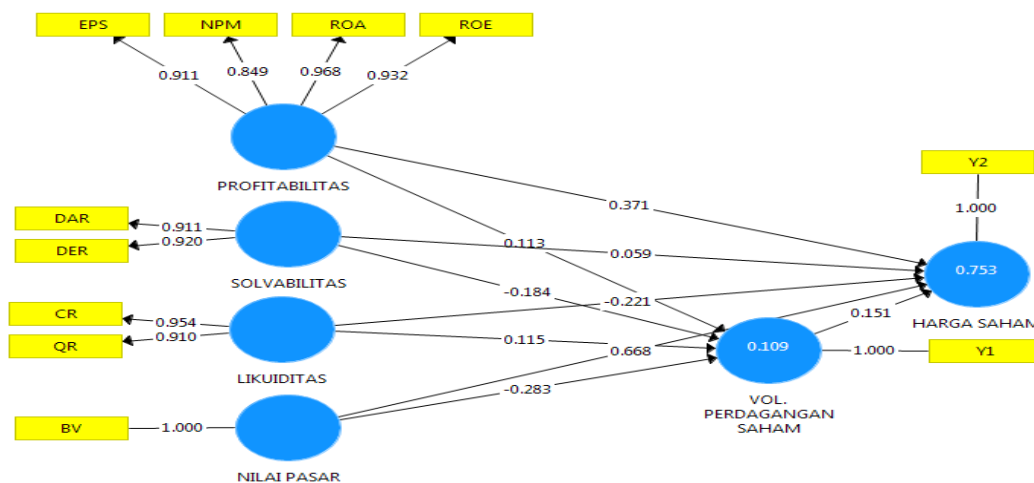 EPS
NPM
ROA
ROE
0.911
0.849
0.968
0.932
PROFITABILITAS
Y2
DAR
0.911
DER
0.920
SOLVABILITAS
0.371
1.000
0.113
0.059
0.753
HARGA SAHAM
-0.184
-0.221
0.151
CR
0.954
QR
0.910
LIKUIDITAS
0.115
0.668
0.109
1.000
Y1
-0.283
VOL.
PERDAGANGAN
SAHAM
BV
1.000
NILAI PASAR